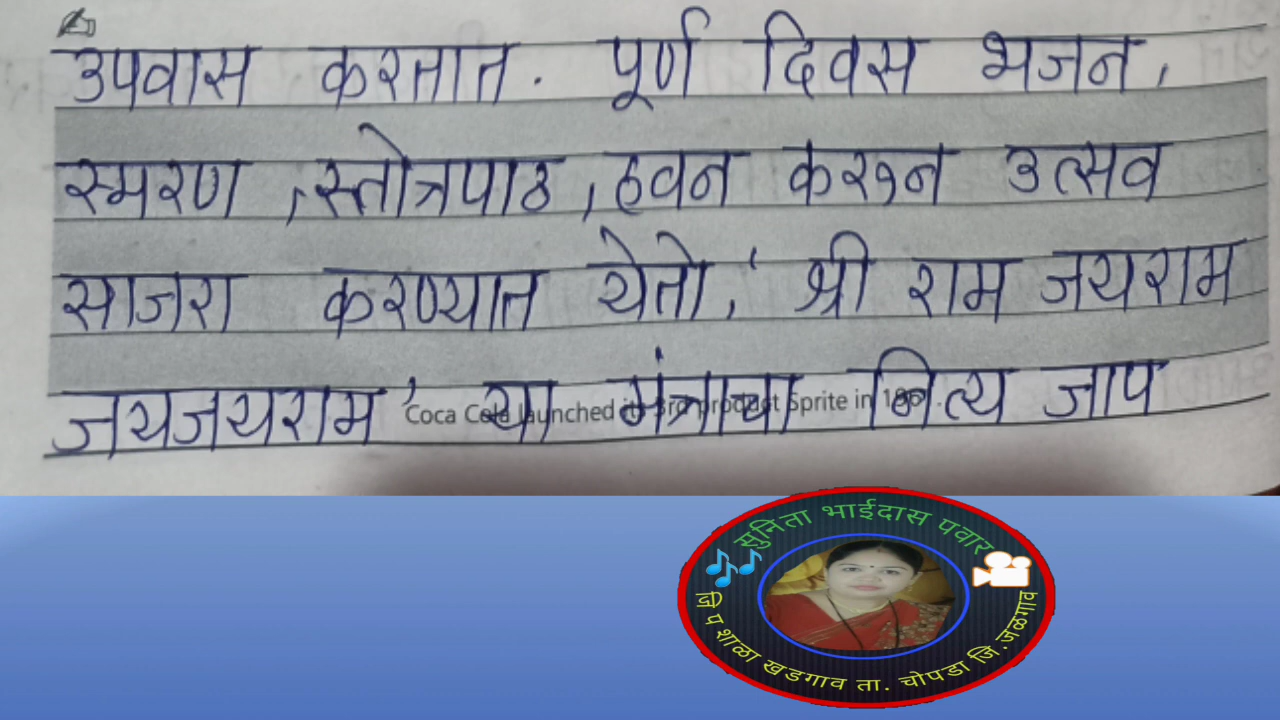 उपवास करतात. पूर्ण दिवस भजन,
स्मरण, स्तोत्रपाठ, हवन करून उत्सव
साजरा करण्यात येतो, ' श्री राम जयराम
जयजयराम ' या मंत्राचा नित्य जाप
Coca Cola launched its 3rd product Sprite in
सुनिता भाईदास पवार
जि प शाळा खडगाव ता. चोपडा जि.जळगाव